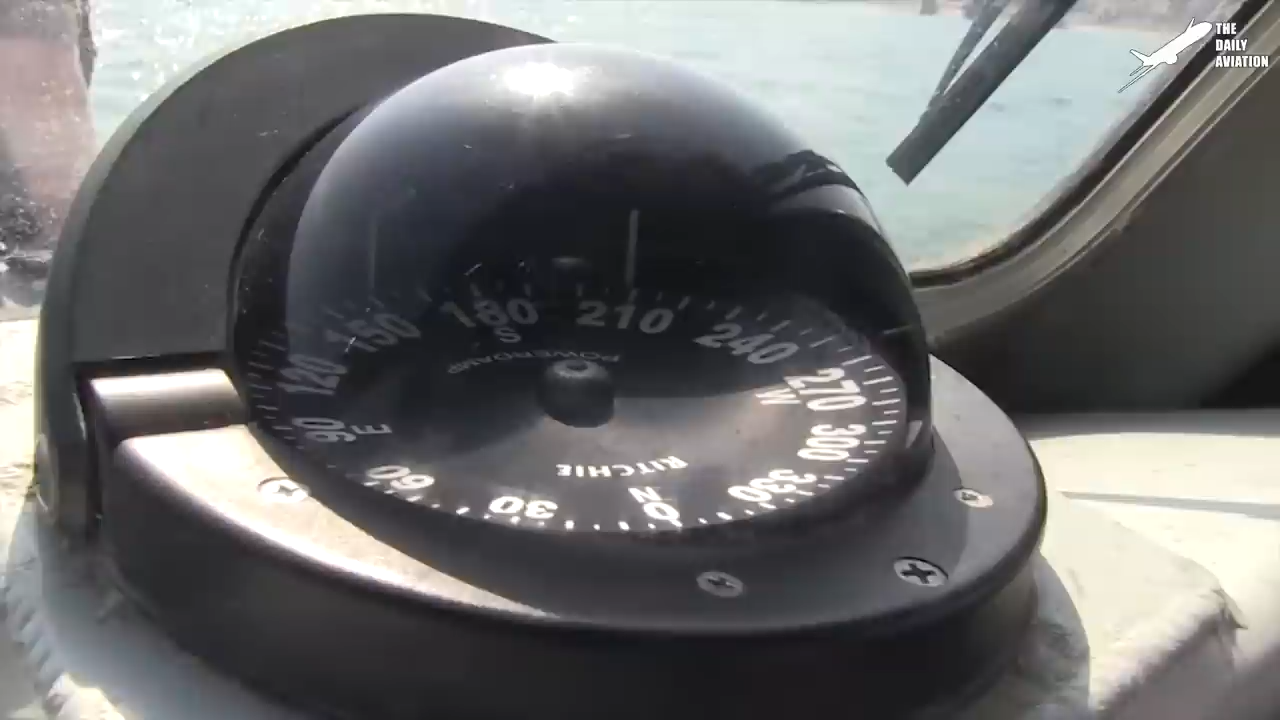 THE
DAILY
AVIATION
150 180 210 240
S
POWERDAMP
120 270
W
90 E 300
RITCHIE
60 330
N
30 0